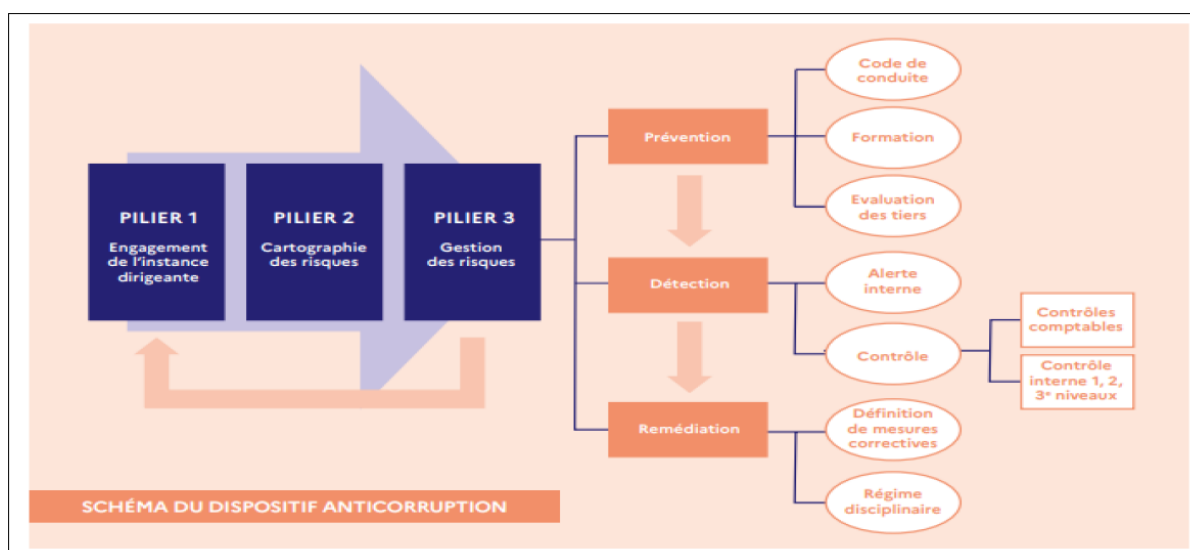 PILIER 1
Engagement
de l'instance
dirigeante
PILIER 2
Cartographie
des risques
PILIER 3
Gestion
des risques
Prévention
Code de
conduite
Formation
Evaluation
des tiers
Détection
Alerte
interne
Contrôle
Contrôles
comptables
Contrôle
interne 1, 2,
3e niveaux
Remédiation
Définition
de mesures
correctives
Régime
disciplinaire
SCHÉMA DU DISPOSITIF ANTICORRUPTION